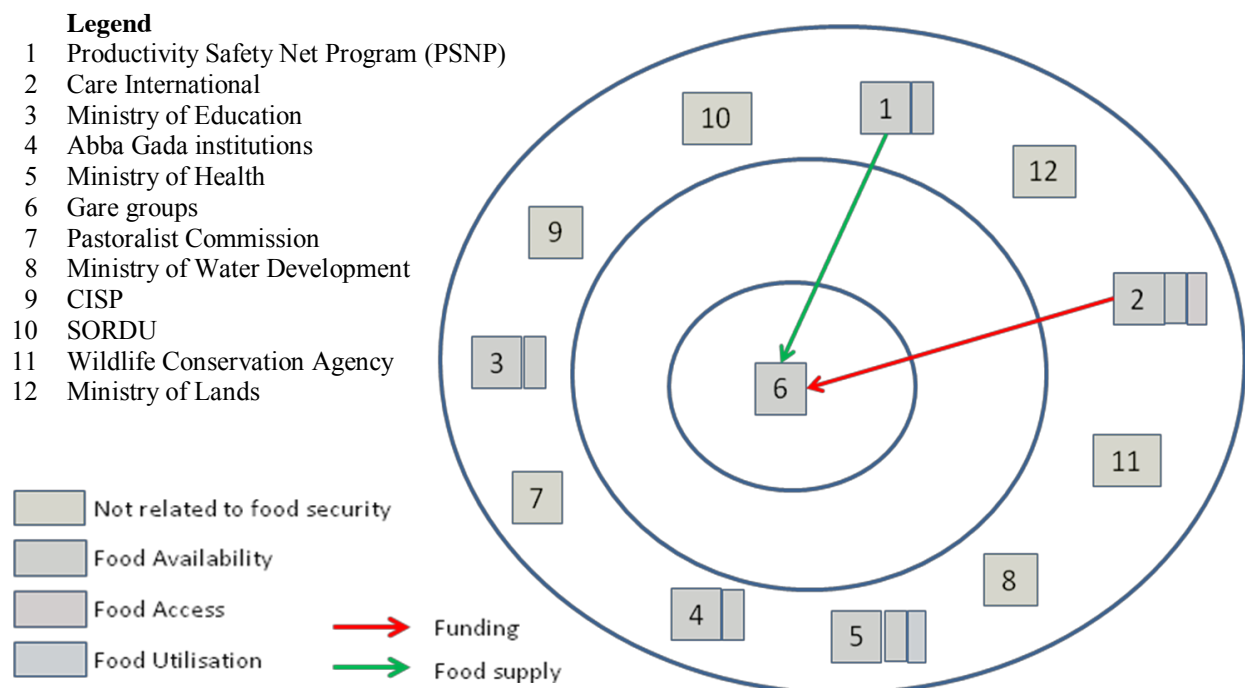 Legend
1 Productivity Safety Net Program (PSNP)
2 Care International
3 Ministry of Education
4 Abba Gada institutions
5 Ministry of Health
6 Gare groups
7 Pastoralist Commission
8 Ministry of Water Development
9 CISP
10 SORDU
11 Wildlife Conservation Agency
12 Ministry of Lands
Not related to food security
Food Availability
Food Access
Food Utilisation
Funding
Food supply
10
1
12
9
2
3
6
11
7
8
4
5